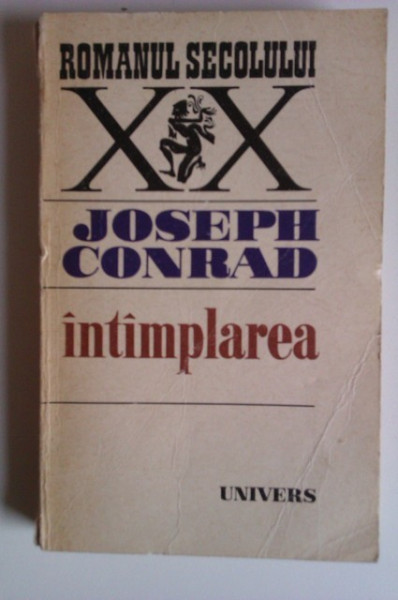 ROMANUL SECOLULUI
XX
JOSEPH
CONRAD
întîmplarea
UNIVERS